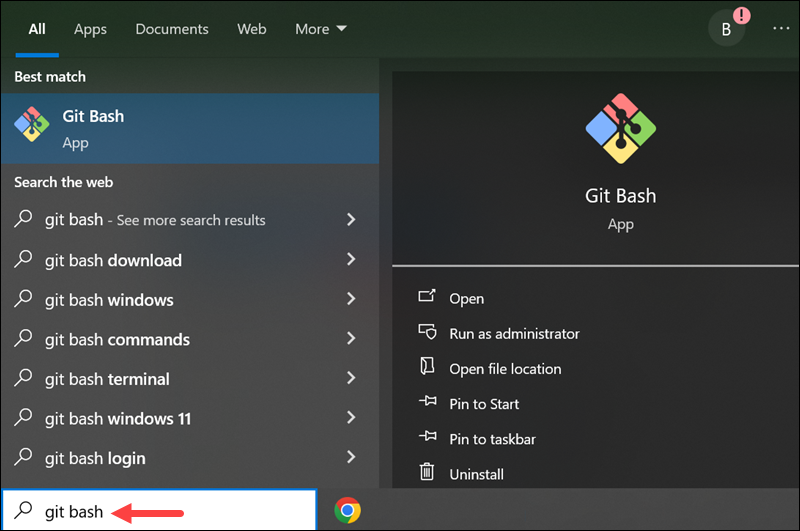 All Apps Documents Web More B ! ...
Best match
Git Bash
App
Search the web
git bash - See more search results
git bash download
git bash windows
git bash commands
git bash terminal
git bash windows 11
git bash login
git bash
Git Bash
App
Open
Run as administrator
Open file location
Pin to Start
Pin to taskbar
Uninstall